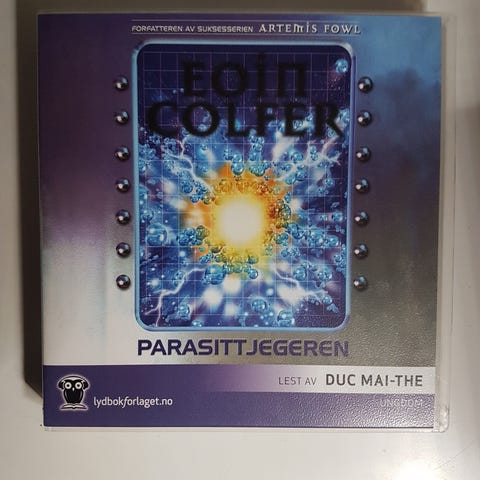 FORFATTEREN AV SUKSESSERIEN ARTEMIS FOWL
EOIN
COLFER
PARASITTJEGEREN
LEST AV DUC MAI-THE
lydbokforlaget.no
UNGDOM